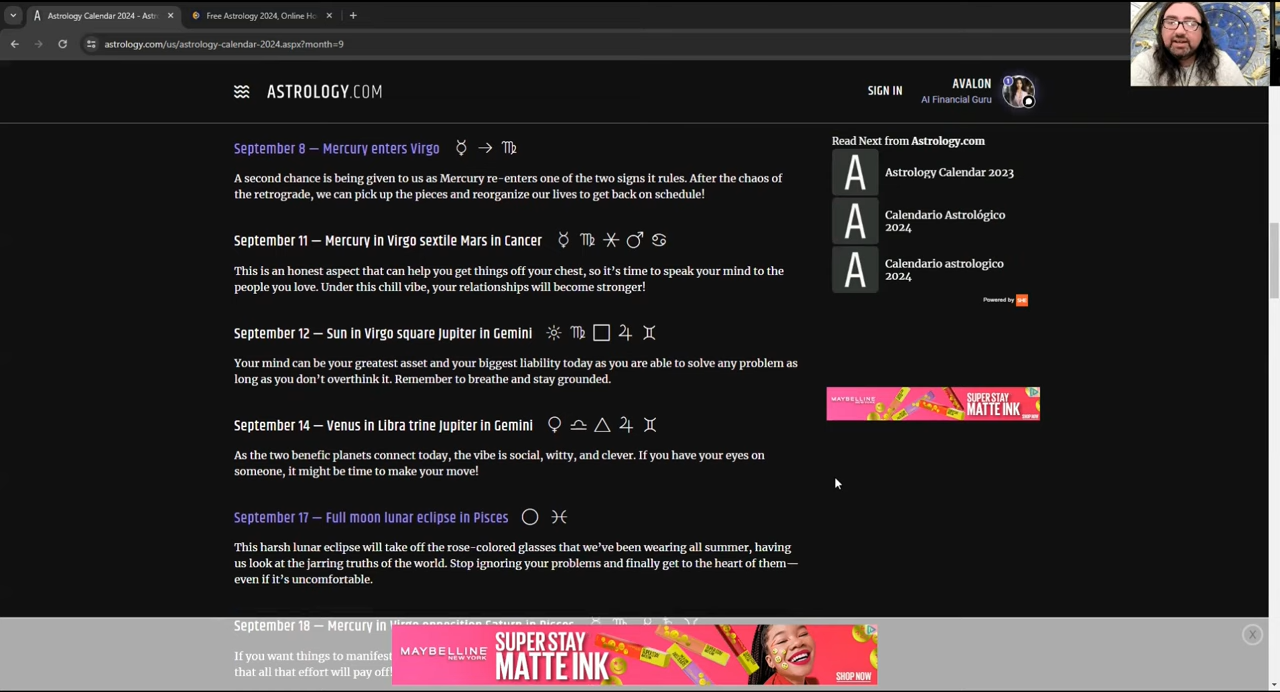 Astrology Calendar 2024 - Astr
Free Astrology 2024, Online Ho
astrology.com/us/astrology-calendar-2024.aspx?month=9
ASTROLOGY.COM
SIGN IN
AVALON
AI Financial Guru
September 8 — Mercury enters Virgo ☿ → ♍
A second chance is being given to us as Mercury re-enters one of the two signs it rules. After the chaos of
the retrograde, we can pick up the pieces and reorganize our lives to get back on schedule!
September 11 — Mercury in Virgo sextile Mars in Cancer ☿ ♍ ⚹ ♂ ♋
This is an honest aspect that can help you get things off your chest, so it's time to speak your mind to the
people you love. Under this chill vibe, your relationships will become stronger!
September 12 — Sun in Virgo square Jupiter in Gemini ☼ ♍ □ ♃ ♊
Your mind can be your greatest asset and your biggest liability today as you are able to solve any problem as
long as you don't overthink it. Remember to breathe and stay grounded.
September 14 — Venus in Libra trine Jupiter in Gemini ♀ ♎ △ ♃ ♊
As the two benefic planets connect today, the vibe is social, witty, and clever. If you have your eyes on
someone, it might be time to make your move!
September 17 — Full moon lunar eclipse in Pisces ○ ♓
This harsh lunar eclipse will take off the rose-colored glasses that we've been wearing all summer, having
us look at the jarring truths of the world. Stop ignoring your problems and finally get to the heart of them—
even if it's uncomfortable.
September 18 — Mercury in Virgo opposition Saturn in Pisces
If you want things to manifest
that all that effort will pay off!
Read Next from Astrology.com
A Astrology Calendar 2023
A Calendario Astrológico
2024
A Calendario astrologico
2024
Powered by
MAYBELLINE
SUPER STAY
MATTE INK
SHOP NOW
MAYBELLINE
NEW YORK
SUPER STAY
MATTE INK
SHOP NOW